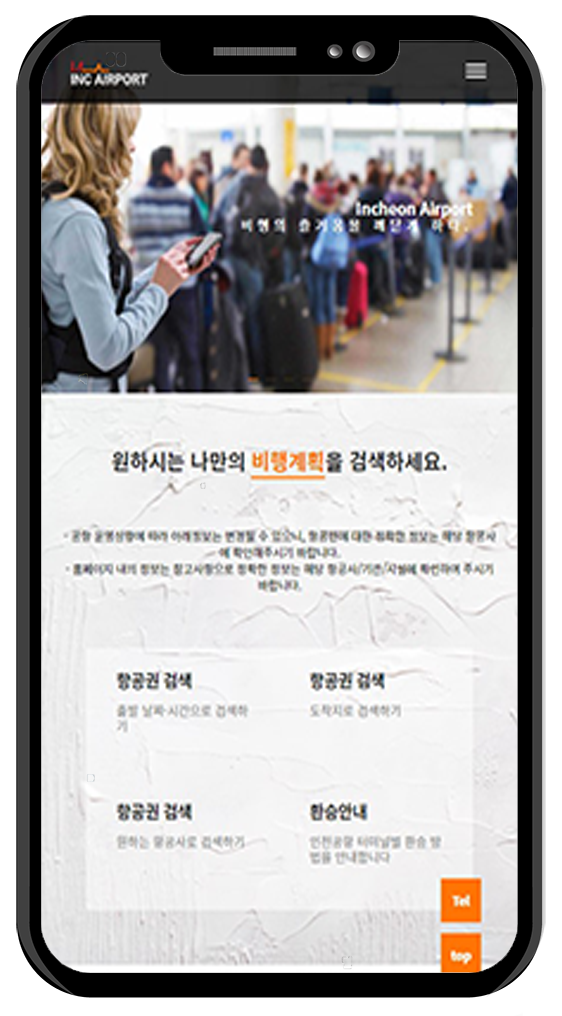 INC AIRPORT
Incheon Airport
비행의 즐거움을 깨닫게 하다.
원하시는 나만의 비행계획을 검색하세요.
· 공항 운영상황에 따라 아래정보는 변경될 수 있으니, 항공편에 대한 정확한 정보는 해당 항공사
에 확인해주시기 바랍니다.
· 홈페이지 내의 정보는 참고사항으로 정확한 정보는 해당 항공사/기관/시설에 확인하여 주시기
바랍니다.
항공권 검색
출발 날짜·시간으로 검색하
기
항공권 검색
도착지로 검색하기
항공권 검색
원하는 항공사로 검색하기
환승안내
인천공항 터미널별 환승 방
법을 안내합니다
Tel
top